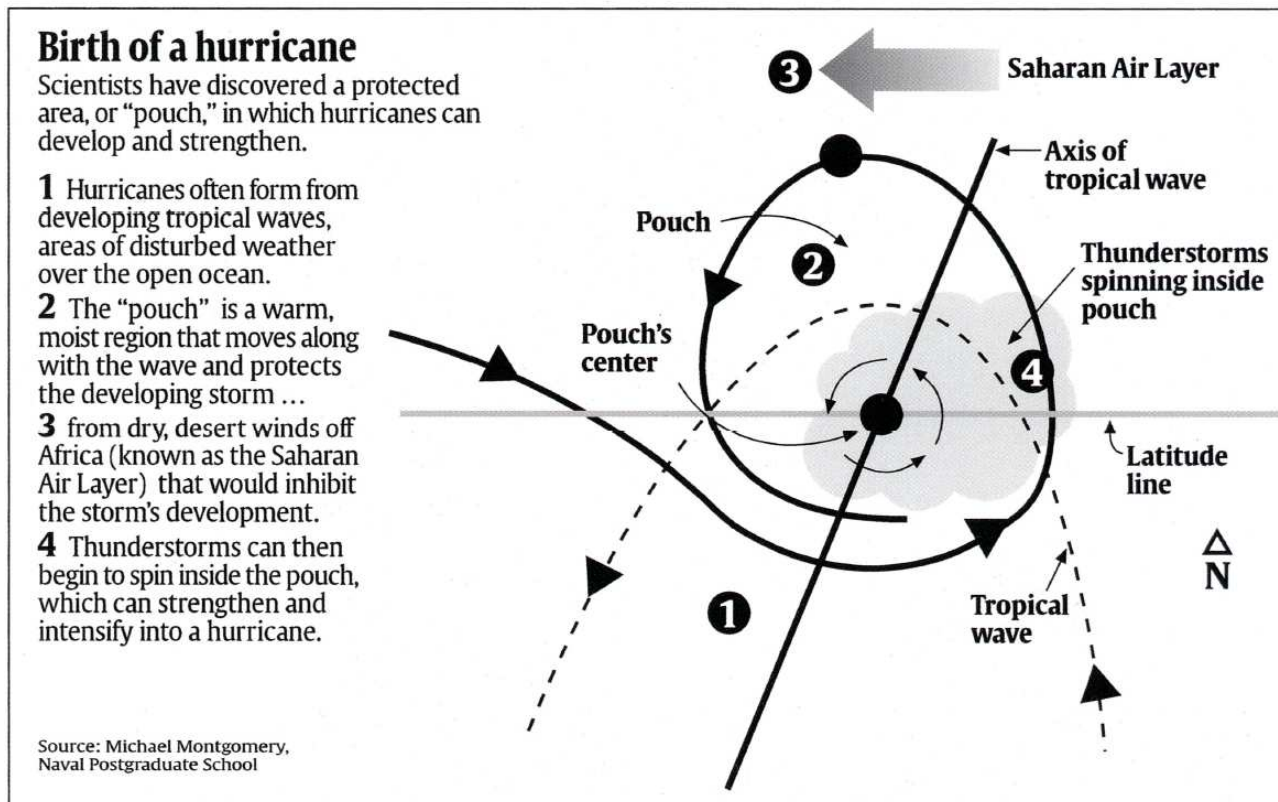 Birth of a hurricane
Scientists have discovered a protected
area, or “pouch,” in which hurricanes can
develop and strengthen.
1 Hurricanes often form from
developing tropical waves,
areas of disturbed weather
over the open ocean.
2 The “pouch” is a warm,
moist region that moves along
with the wave and protects
the developing storm ...
3 from dry, desert winds off
Africa (known as the Saharan
Air Layer) that would inhibit
the storm’s development.
4 Thunderstorms can then
begin to spin inside the pouch,
which can strengthen and
intensify into a hurricane.
Source: Michael Montgomery,
Naval Postgraduate School
3
Saharan Air Layer
Axis of
tropical wave
Pouch
2
Thunderstorms
spinning inside
pouch
Pouch’s
center
4
Latitude
line
N
1
Tropical
wave